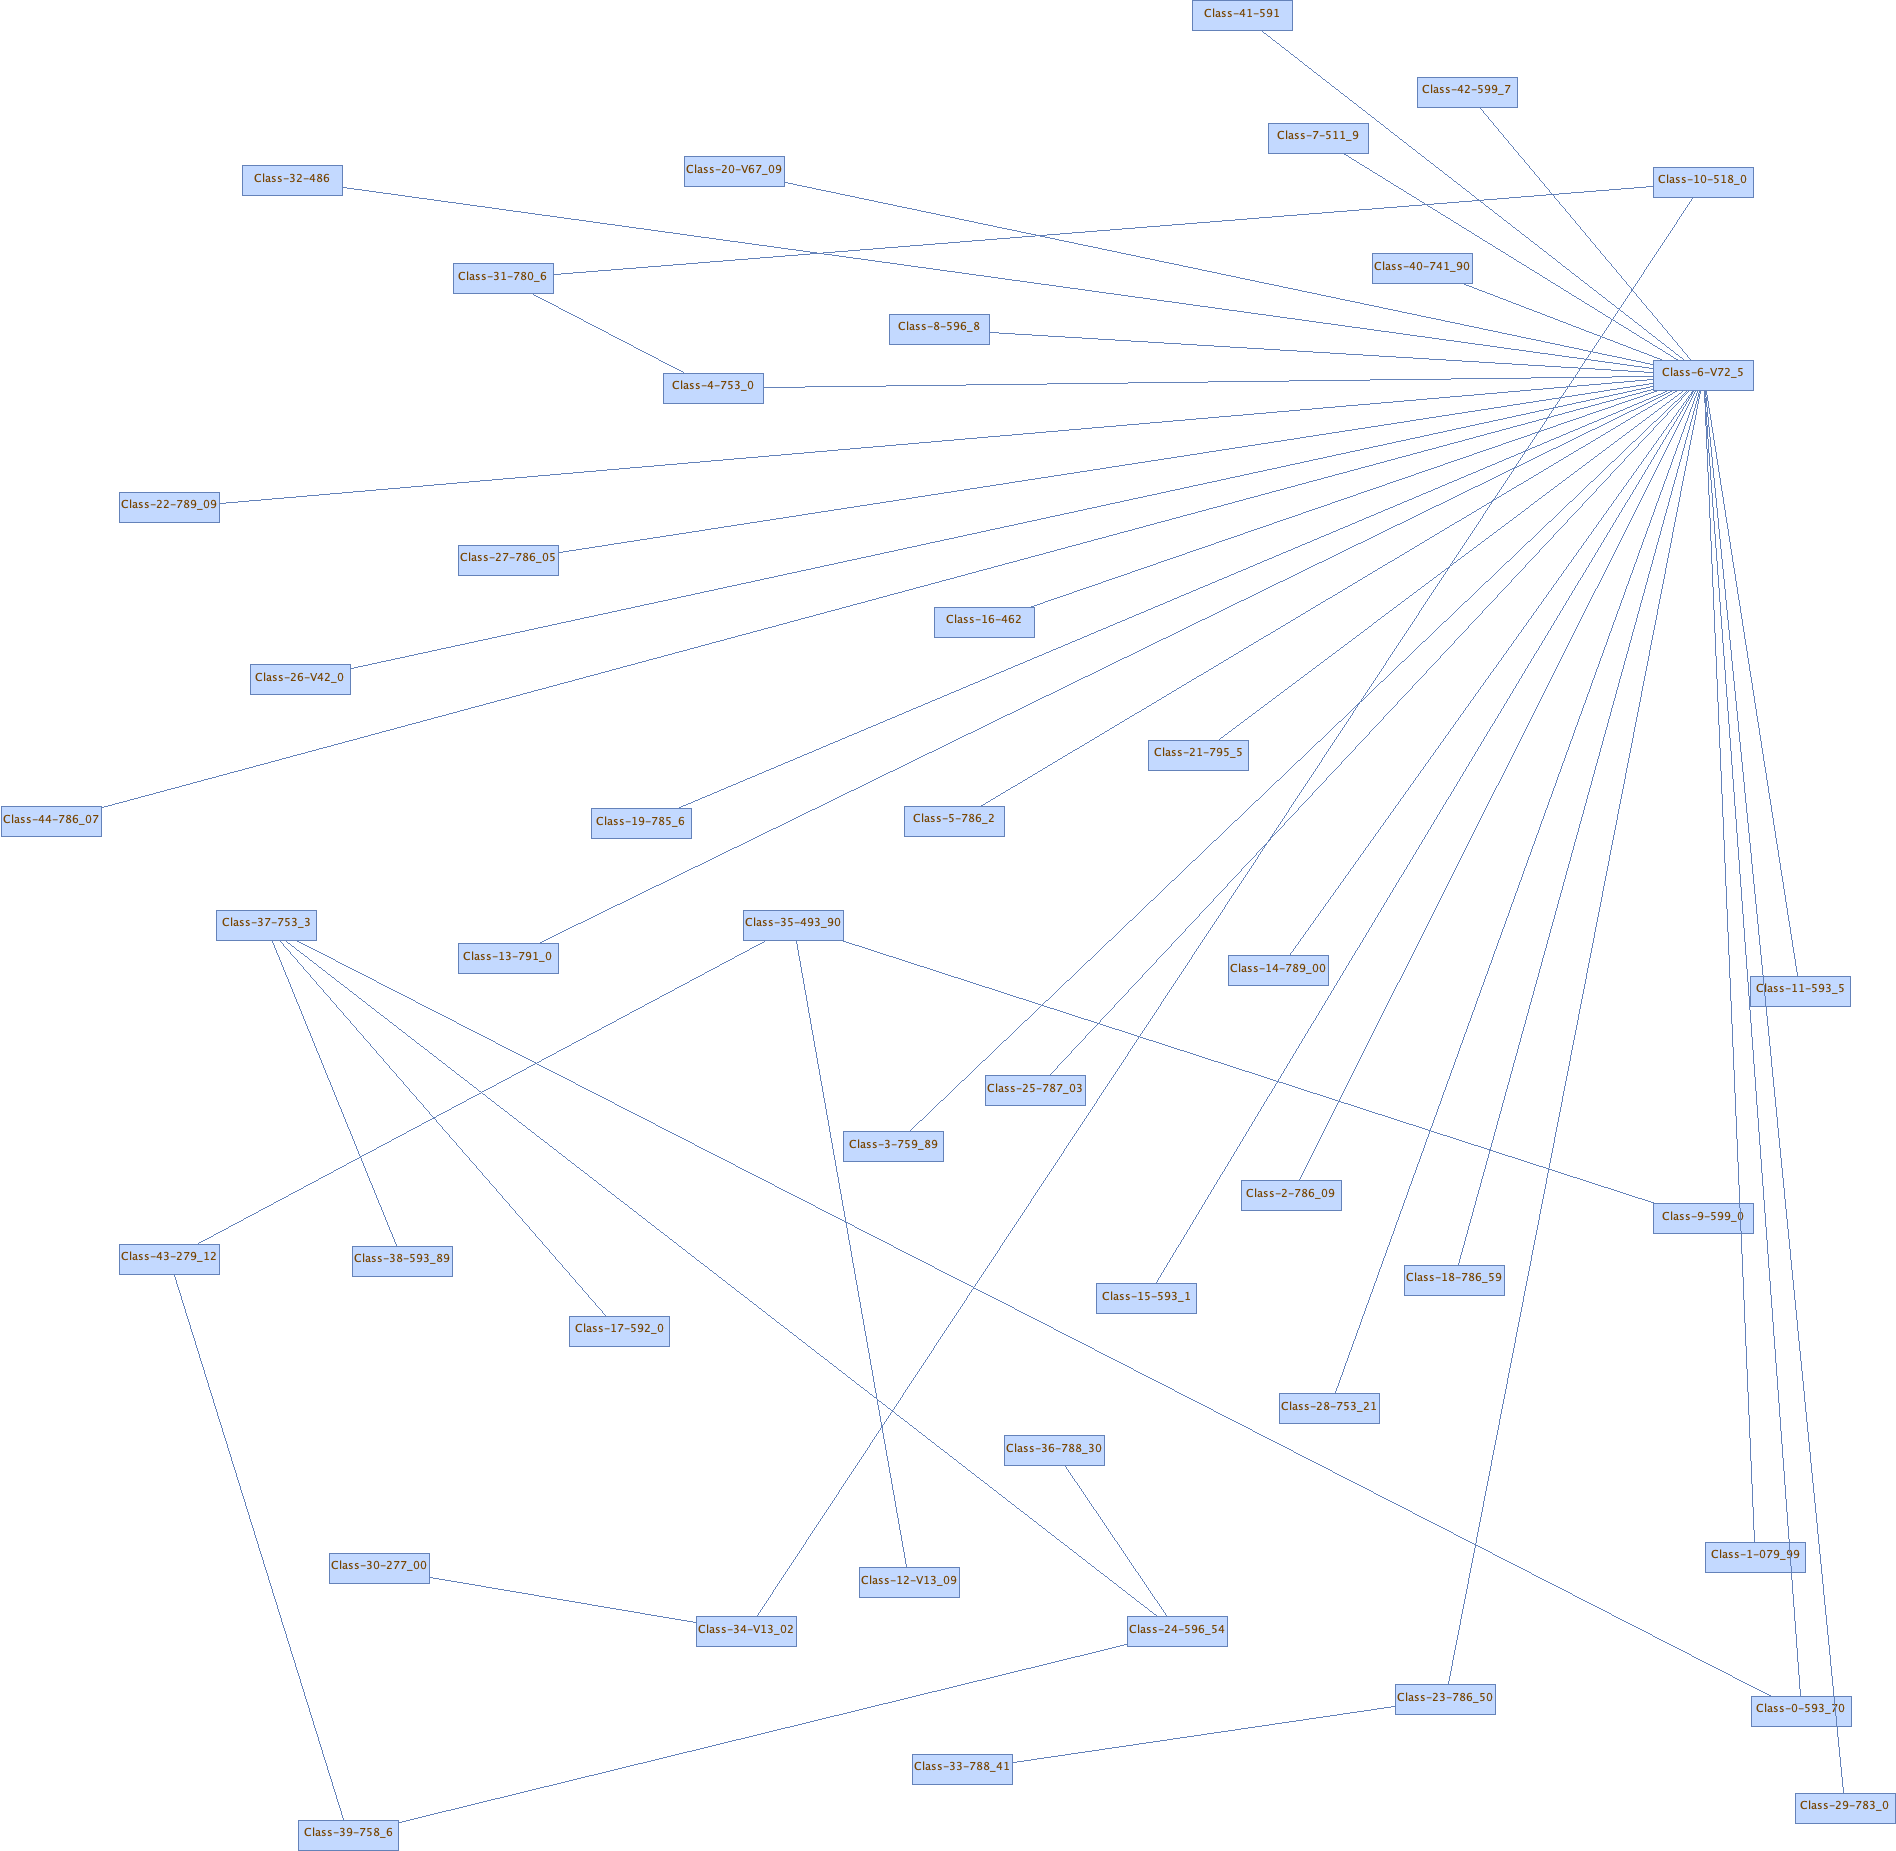 Class-41-591
Class-42-599_7
Class-7-511_9
Class-20-V67_09
Class-32-486
Class-10-518_0
Class-40-741_90
Class-31-780_6
Class-8-596_8
Class-6-V72_5
Class-4-753_0
Class-22-789_09
Class-27-786_05
Class-16-462
Class-26-V42_0
Class-21-795_5
Class-44-786_07
Class-19-785_6
Class-5-786_2
Class-37-753_3
Class-35-493_90
Class-13-791_0
Class-14-789_00
Class-11-593_5
Class-25-787_03
Class-3-759_89
Class-2-786_09
Class-9-599_0
Class-43-279_12
Class-38-593_89
Class-18-786_59
Class-15-593_1
Class-17-592_0
Class-28-753_21
Class-36-788_30
Class-1-079_99
Class-30-277_00
Class-12-V13_09
Class-34-V13_02
Class-24-596_54
Class-23-786_50
Class-0-593_70
Class-33-788_41
Class-29-783_0
Class-39-758_6